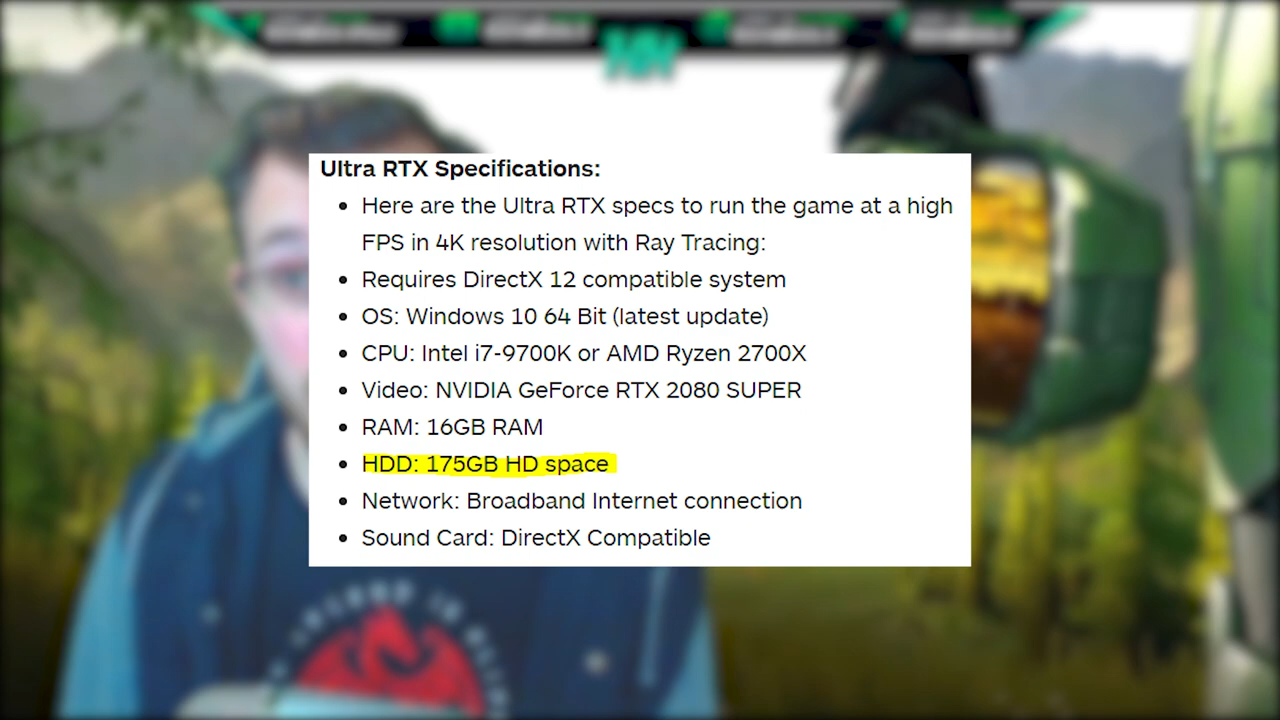 Ultra RTX Specifications:
Here are the Ultra RTX specs to run the game at a high
FPS in 4K resolution with Ray Tracing:
Requires DirectX 12 compatible system
OS: Windows 10 64 Bit (latest update)
CPU: Intel i7-9700K or AMD Ryzen 2700X
Video: NVIDIA GeForce RTX 2080 SUPER
RAM: 16GB RAM
HDD: 175GB HD space
Network: Broadband Internet connection
Sound Card: DirectX Compatible